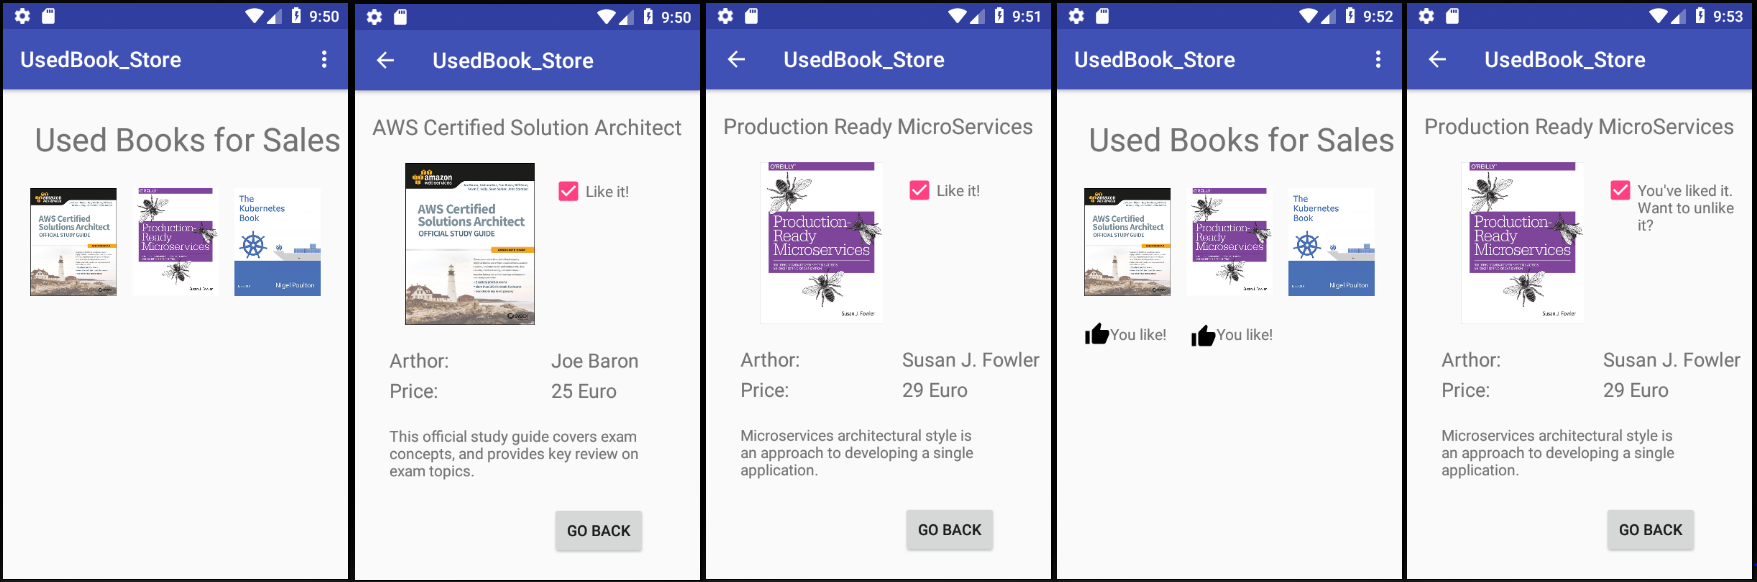 9:50
UsedBook_Store
Used Books for Sales
AWS Certified
Solutions Architect
OFFICIAL STUDY GUIDE
O'REILLY
Production-
Ready
Microservices
Susan J. Fowler
The
Kubernetes
Book
Nigel Poulton
9:50
UsedBook_Store
AWS Certified Solution Architect
amazon
web services
AWS Certified
Solutions Architect
OFFICIAL STUDY GUIDE
Like it!
Arthor: Joe Baron
Price: 25 Euro
This official study guide covers exam
concepts, and provides key review on
exam topics.
GO BACK
9:51
UsedBook_Store
Production Ready MicroServices
O'REILLY
Production-
Ready
Microservices
Susan J. Fowler
Like it!
Arthor: Susan J. Fowler
Price: 29 Euro
Microservices architectural style is
an approach to developing a single
application.
GO BACK
9:52
UsedBook_Store
Used Books for Sales
AWS Certified
Solutions Architect
OFFICIAL STUDY GUIDE
Production-
Ready
Microservices
The
Kubernetes
Book
Nigel Poulton
You like!
You like!
9:53
UsedBook_Store
Production Ready MicroServices
O'REILLY
Production-
Ready
Microservices
Susan J. Fowler
You've liked it.
Want to unlike
it?
Arthor: Susan J. Fowler
Price: 29 Euro
Microservices architectural style is
an approach to developing a single
application.
GO BACK